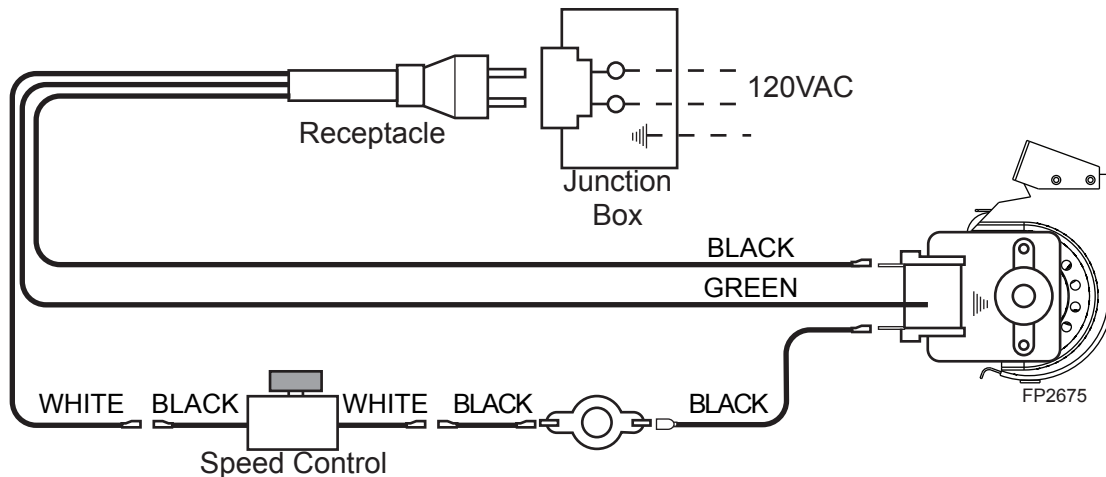 120VAC
Receptacle
Junction
Box
BLACK
GREEN
FP2675
WHITE BLACK WHITE BLACK BLACK
Speed Control